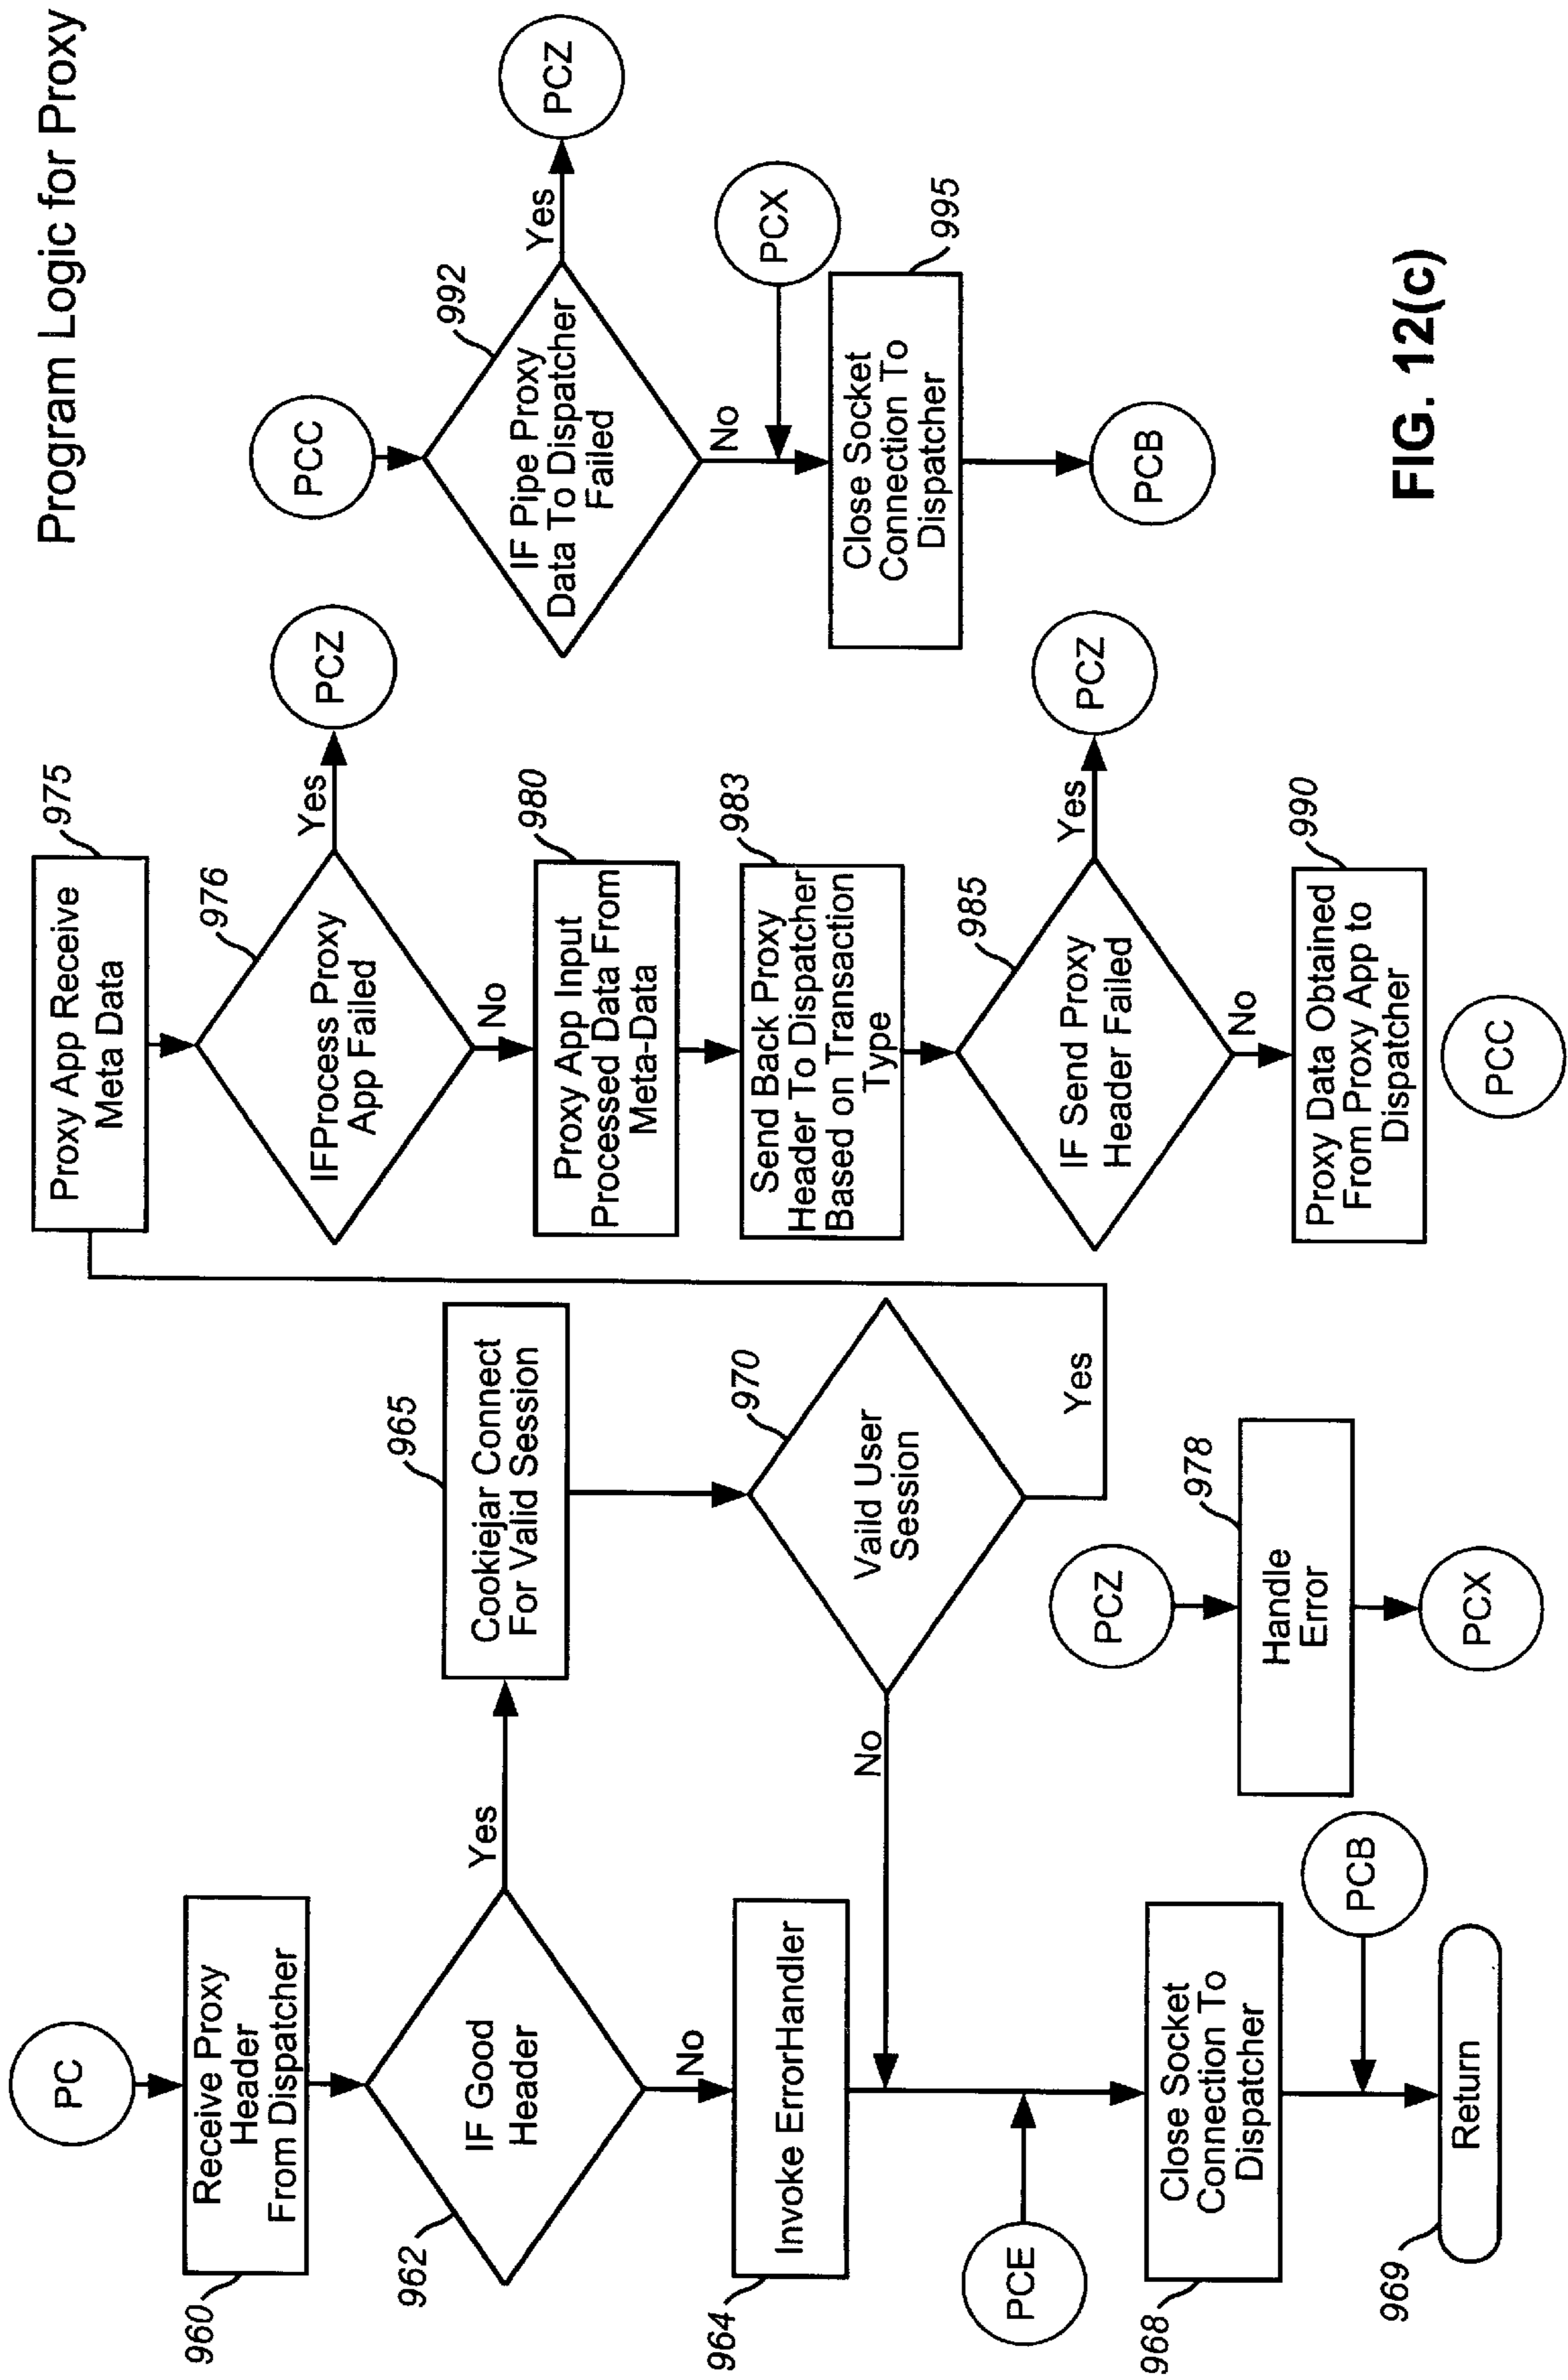 Program Logic for Proxy
PC
960
Receive Proxy
Header
From Dispatcher
962
IF Good
Header
Yes
No
964
Invoke ErrorHandler
PCE
968
Close Socket
Connection To
Dispatcher
PCB
969
Return
965
Cookiejar Connect
For Valid Session
970
Vaild User
Session
No
Yes
PCZ
978
Handle
Error
PCX
975
Proxy App Receive
Meta Data
976
IFProcess Proxy
App Failed
Yes
PCZ
No
980
Proxy App Input
Processed Data From
Meta-Data
983
Send Back Proxy
Header To Dispatcher
Based on Transaction
Type
985
IF Send Proxy
Header Failed
Yes
PCZ
No
990
Proxy Data Obtained
From Proxy App to
Dispatcher
PCC
PCC
992
IF Pipe Proxy
Data To Dispatcher
Failed
Yes
PCZ
No
PCX
995
Close Socket
Connection To
Dispatcher
PCB
FIG. 12(c)